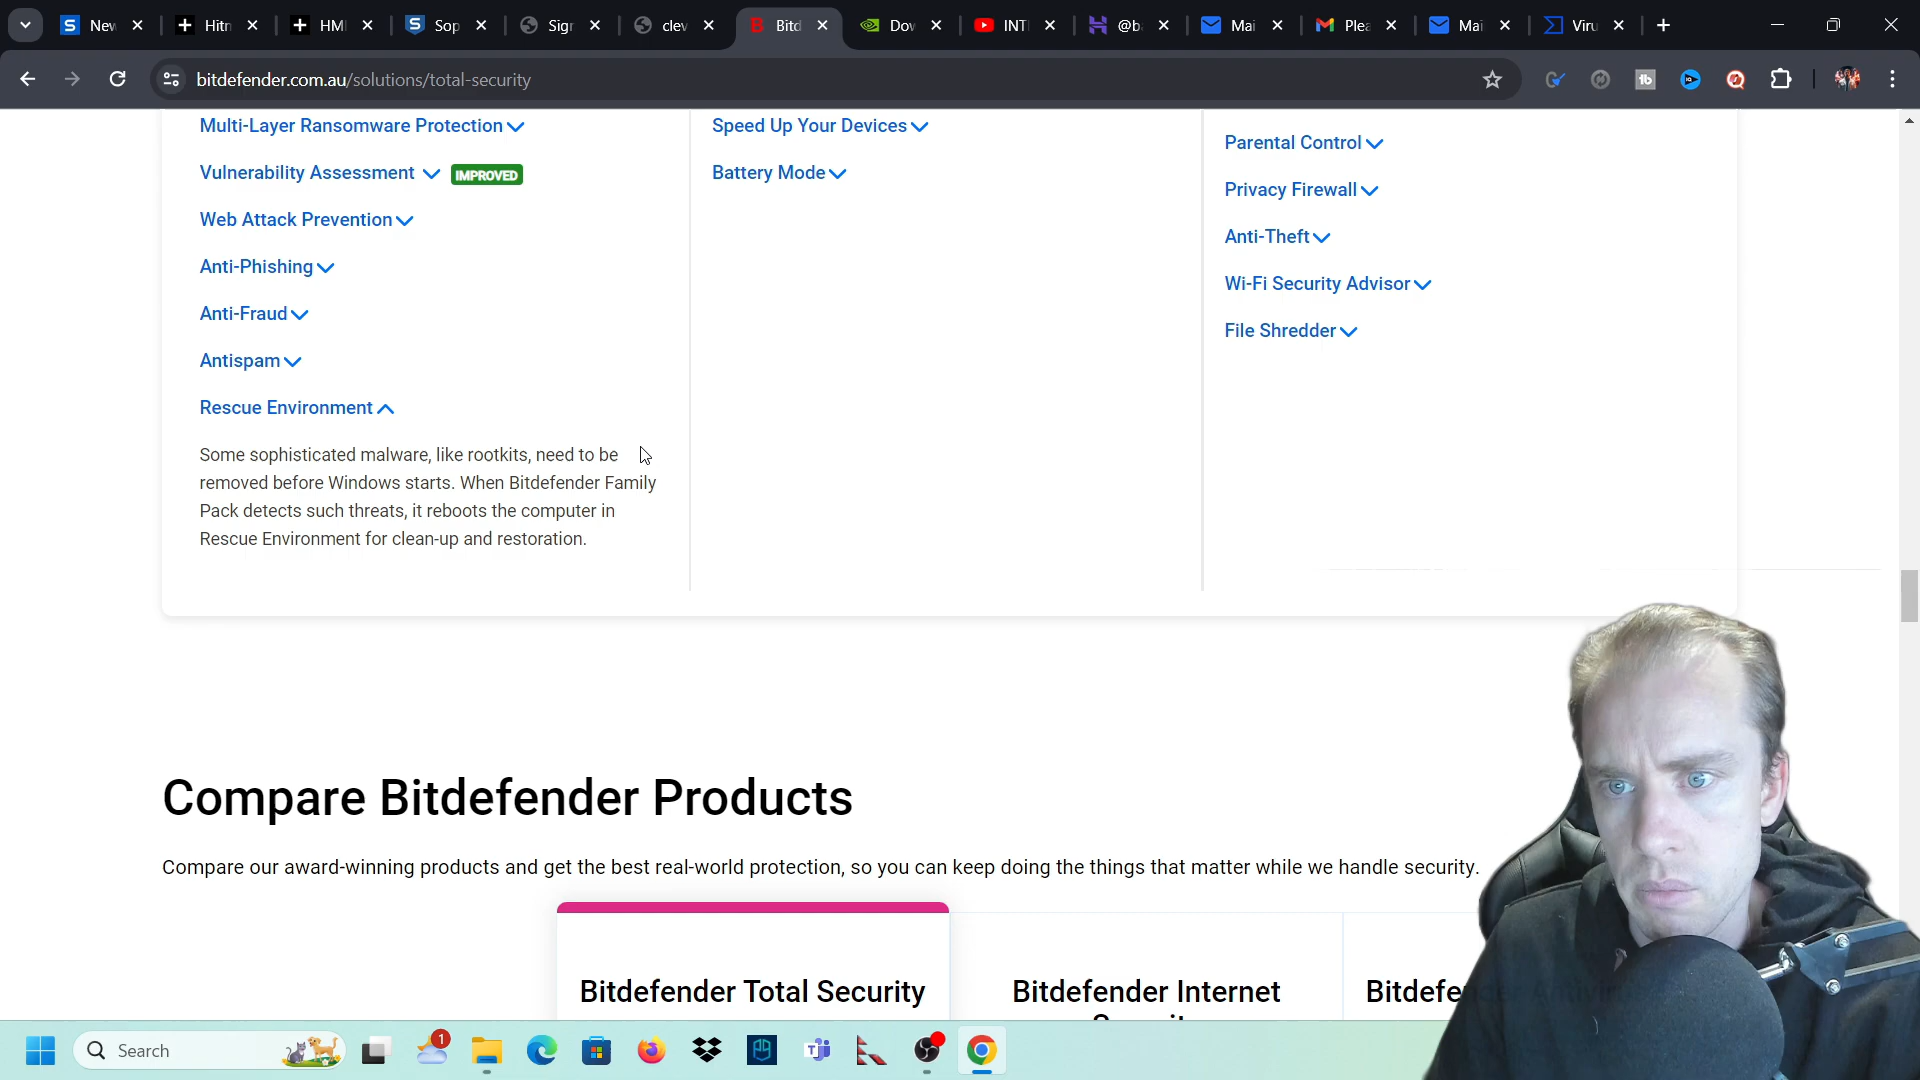 New
Hitm
HMI
Sop
Sign
clev
Bitd
Dov
INTI
@b
Mai
Plea
Mai
Viru
bitdefender.com.au/solutions/total-security
Multi-Layer Ransomware Protection
Vulnerability Assessment IMPROVED
Web Attack Prevention
Anti-Phishing
Anti-Fraud
Antispam
Rescue Environment
Some sophisticated malware, like rootkits, need to be
removed before Windows starts. When Bitdefender Family
Pack detects such threats, it reboots the computer in
Rescue Environment for clean-up and restoration.
Speed Up Your Devices
Battery Mode
Parental Control
Privacy Firewall
Anti-Theft
Wi-Fi Security Advisor
File Shredder
Compare Bitdefender Products
Compare our award-winning products and get the best real-world protection, so you can keep doing the things that matter while we handle security.
Bitdefender Total Security
Bitdefender Internet
Search
1